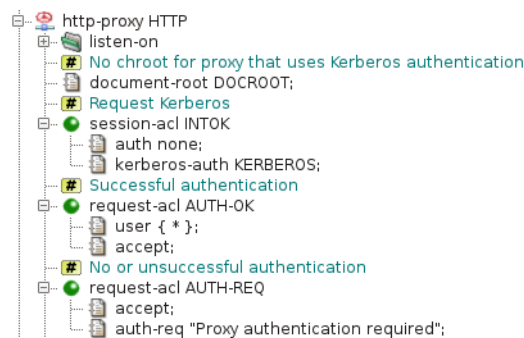 http-proxy HTTP
listen-on
# No chroot for proxy that uses Kerberos authentication
document-root DOCROOT;
# Request Kerberos
session-acl INTOK
auth none;
kerberos-auth KERBEROS;
# Successful authentication
request-acl AUTH-OK
user { * };
accept;
# No or unsuccessful authentication
request-acl AUTH-REQ
accept;
auth-req "Proxy authentication required";